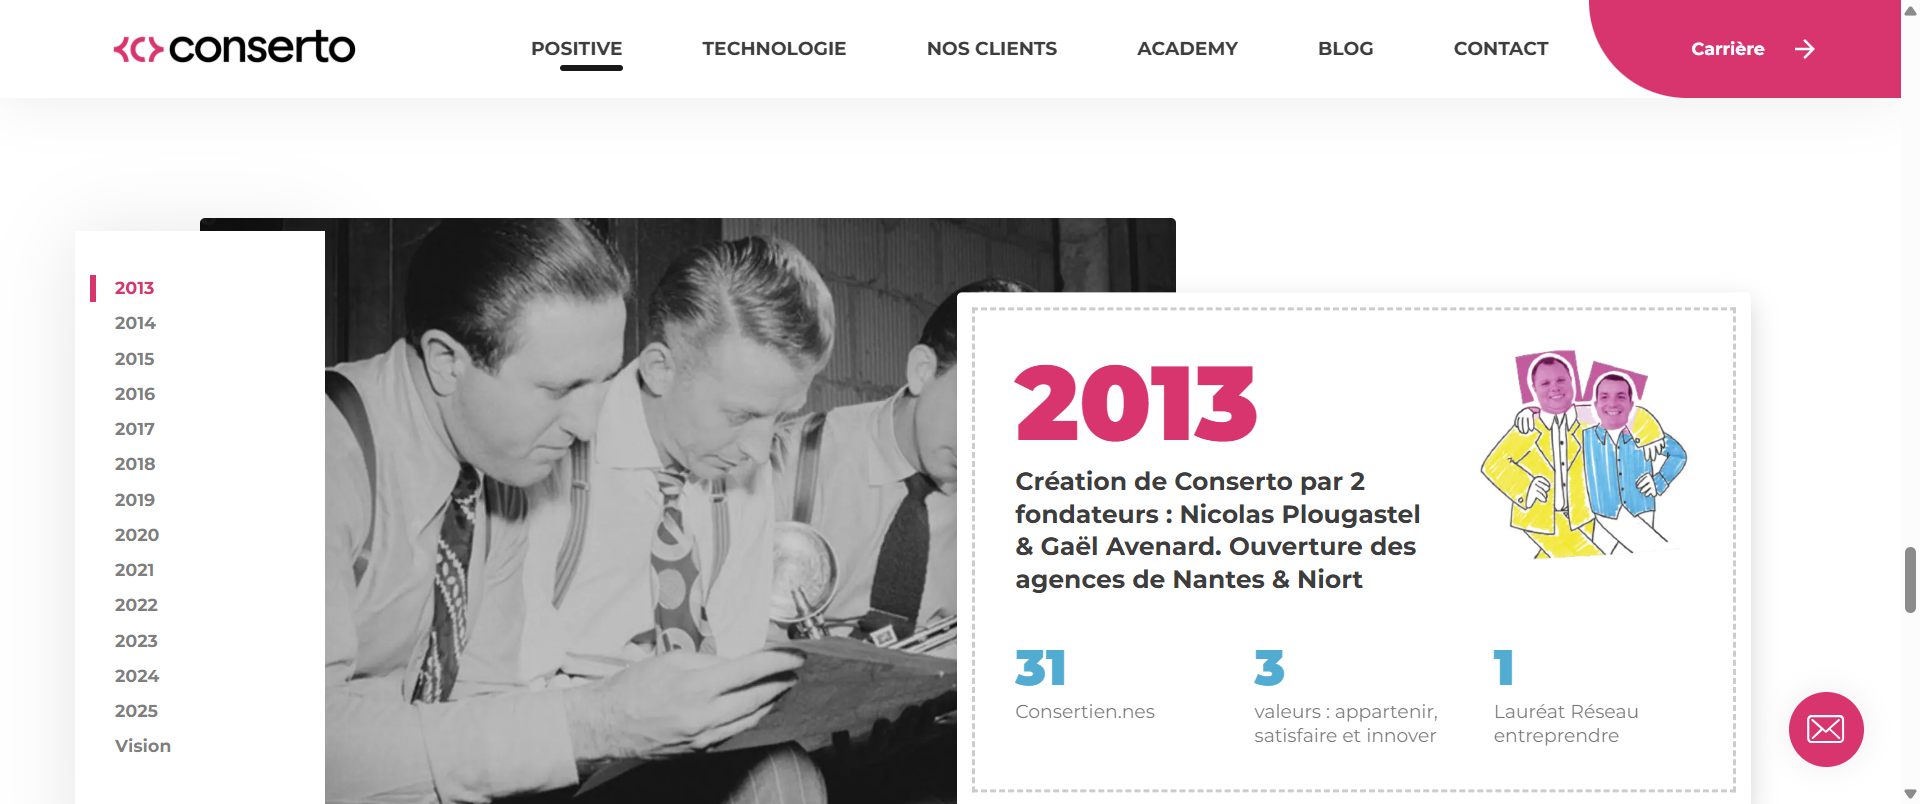 conserto
POSITIVE
TECHNOLOGIE
NOS CLIENTS
ACADEMY
BLOG
CONTACT
Carrière
2013
2014
2015
2016
2017
2018
2019
2020
2021
2022
2023
2024
2025
Vision
2013
Création de Conserto par 2
fondateurs : Nicolas Plougastel
& Gaël Avenard. Ouverture des
agences de Nantes & Niort
31
Consertien.nes
3
valeurs : appartenir,
satisfaire et innover
1
Lauréat Réseau
entreprendre